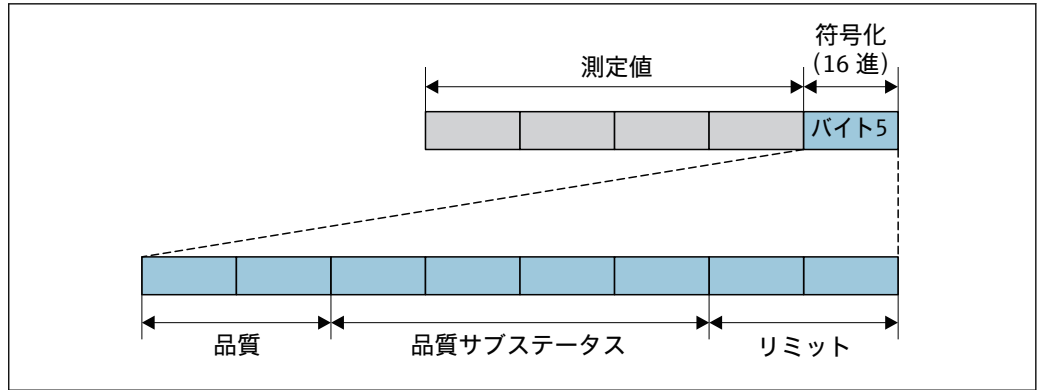 符号化
(16 進)
測定値
バイト5
品質
品質サブステータス
リミット